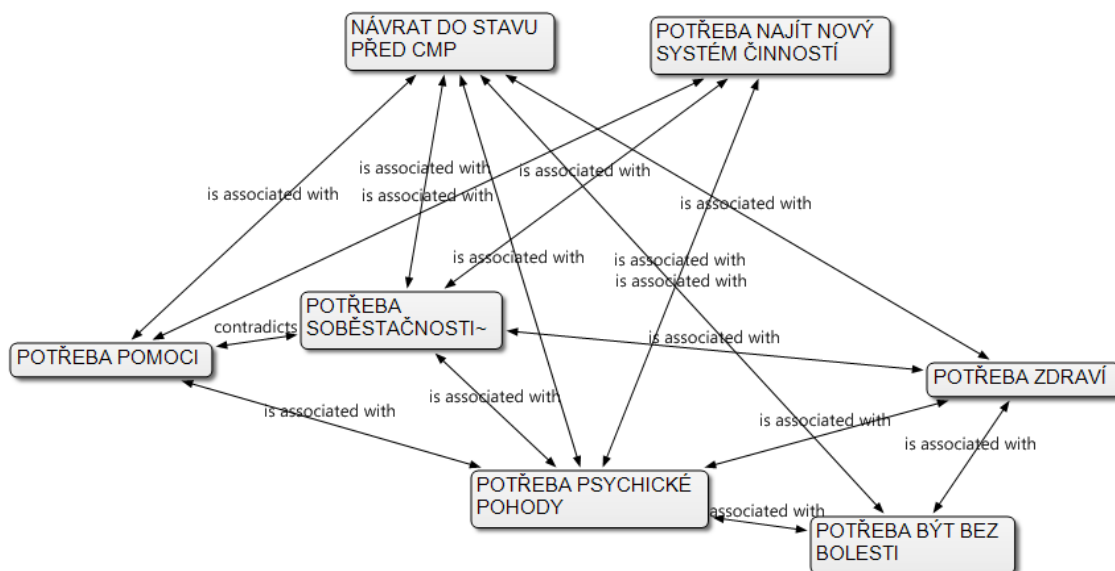 NÁVRAT DO STAVU
PŘED CMP
POTŘEBA NAJÍT NOVÝ
SYSTÉM ČINNOSTÍ
is associated with
is associated with
is associated with
is associated with
is associated with
is associated with
is associated with
is associated with
POTŘEBA
SOBĚSTAČNOSTI~
contradicts
is associated with
POTŘEBA POMOCI
POTŘEBA ZDRAVÍ
is associated with
is associated with
is associated with
is associated with
POTŘEBA PSYCHICKÉ
POHODY
associated with
POTŘEBA BÝT BEZ
BOLESTI